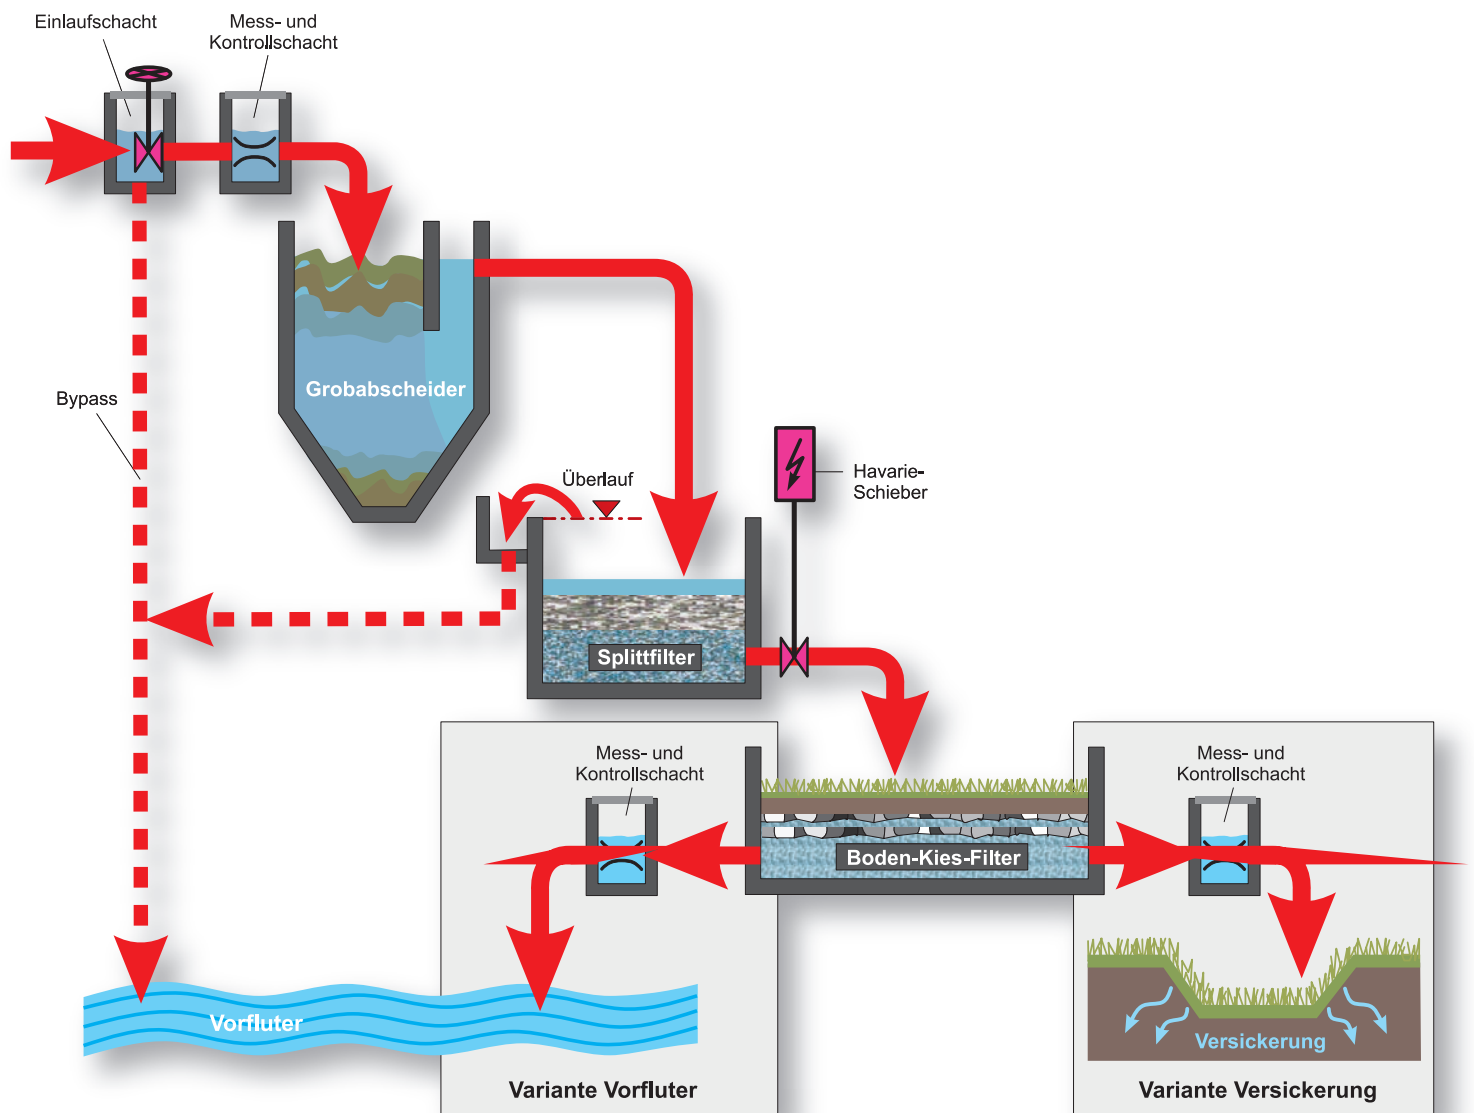 Einlaufschacht
Mess- und
Kontrollschacht
Grobabscheider
Bypass
Überlauf
Havarie-
Schieber
Splittfilter
Mess- und
Kontrollschacht
Mess- und
Kontrollschacht
Boden-Kies-Filter
Vorfluter
Versickerung
Variante Vorfluter
Variante Versickerung